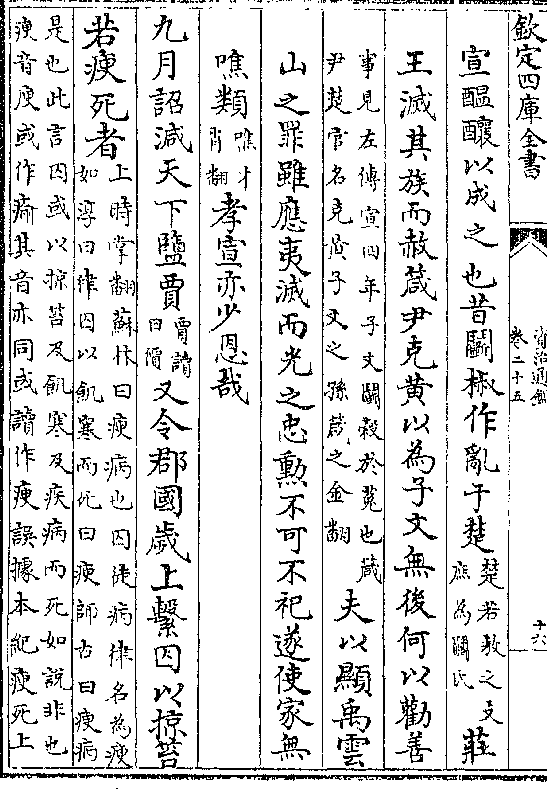 欽定四庫全書
資治通鑑
卷二十五
十六
宣醖釀以成之也昔鬭椒作亂于楚楚若敖之支庶為鬭氏莊
王滅其族而赦箴尹克黄以為子文無後何以勸善
事見左傳宣四年子文鬭穀於菟也箴尹楚官名克黄子文之孫箴之金翻夫以顯禹雲
山之罪雖應夷滅而光之忠勳不可不祀遂使家無
噍類噍才肖翻孝宣亦少恩哉
九月詔減天下鹽賈賈讀曰價又令郡國歲上繫囚以掠笞
若瘦死者上時掌翻蘇林曰瘦病也囚徒病律名為瘦如淳曰律囚以飢寒而死曰瘦師古曰瘦病
是也此言囚或以掠笞及飢寒及疾病而死如說非也
瘦音庾或作瘉其音亦同或讀作瘐誤據本紀瘦死上